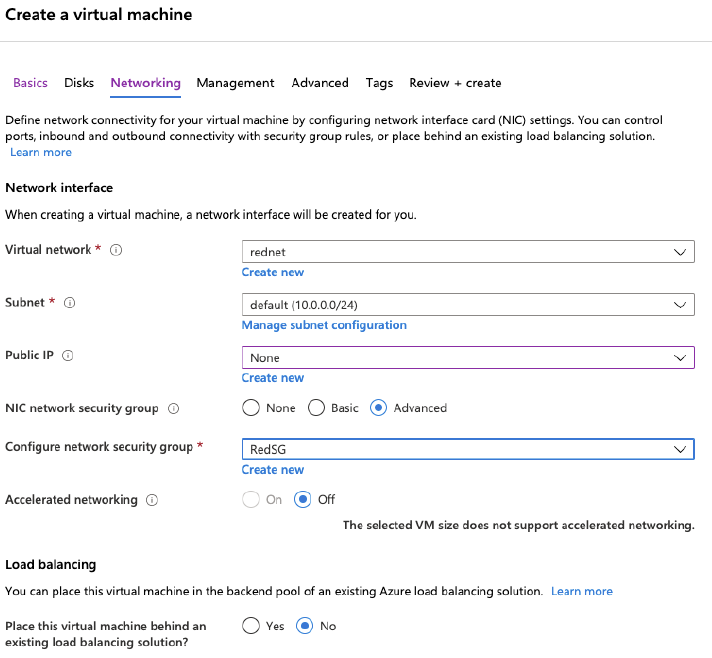 Create a virtual machine
Basics Disks Networking Management Advanced Tags Review + create
Define network connectivity for your virtual machine by configuring network interface card (NIC) settings. You can control
ports, inbound and outbound connectivity with security group rules, or place behind an existing load balancing solution.
Learn more
Network interface
When creating a virtual machine, a network interface will be created for you.
Virtual network * rednet
Create new
Subnet * default (10.0.0.0/24)
Manage subnet configuration
Public IP None
Create new
NIC network security group None Basic Advanced
Configure network security group * RedSG
Create new
Accelerated networking On Off
The selected VM size does not support accelerated networking.
Load balancing
You can place this virtual machine in the backend pool of an existing Azure load balancing solution. Learn more
Place this virtual machine behind an Yes No
existing load balancing solution?